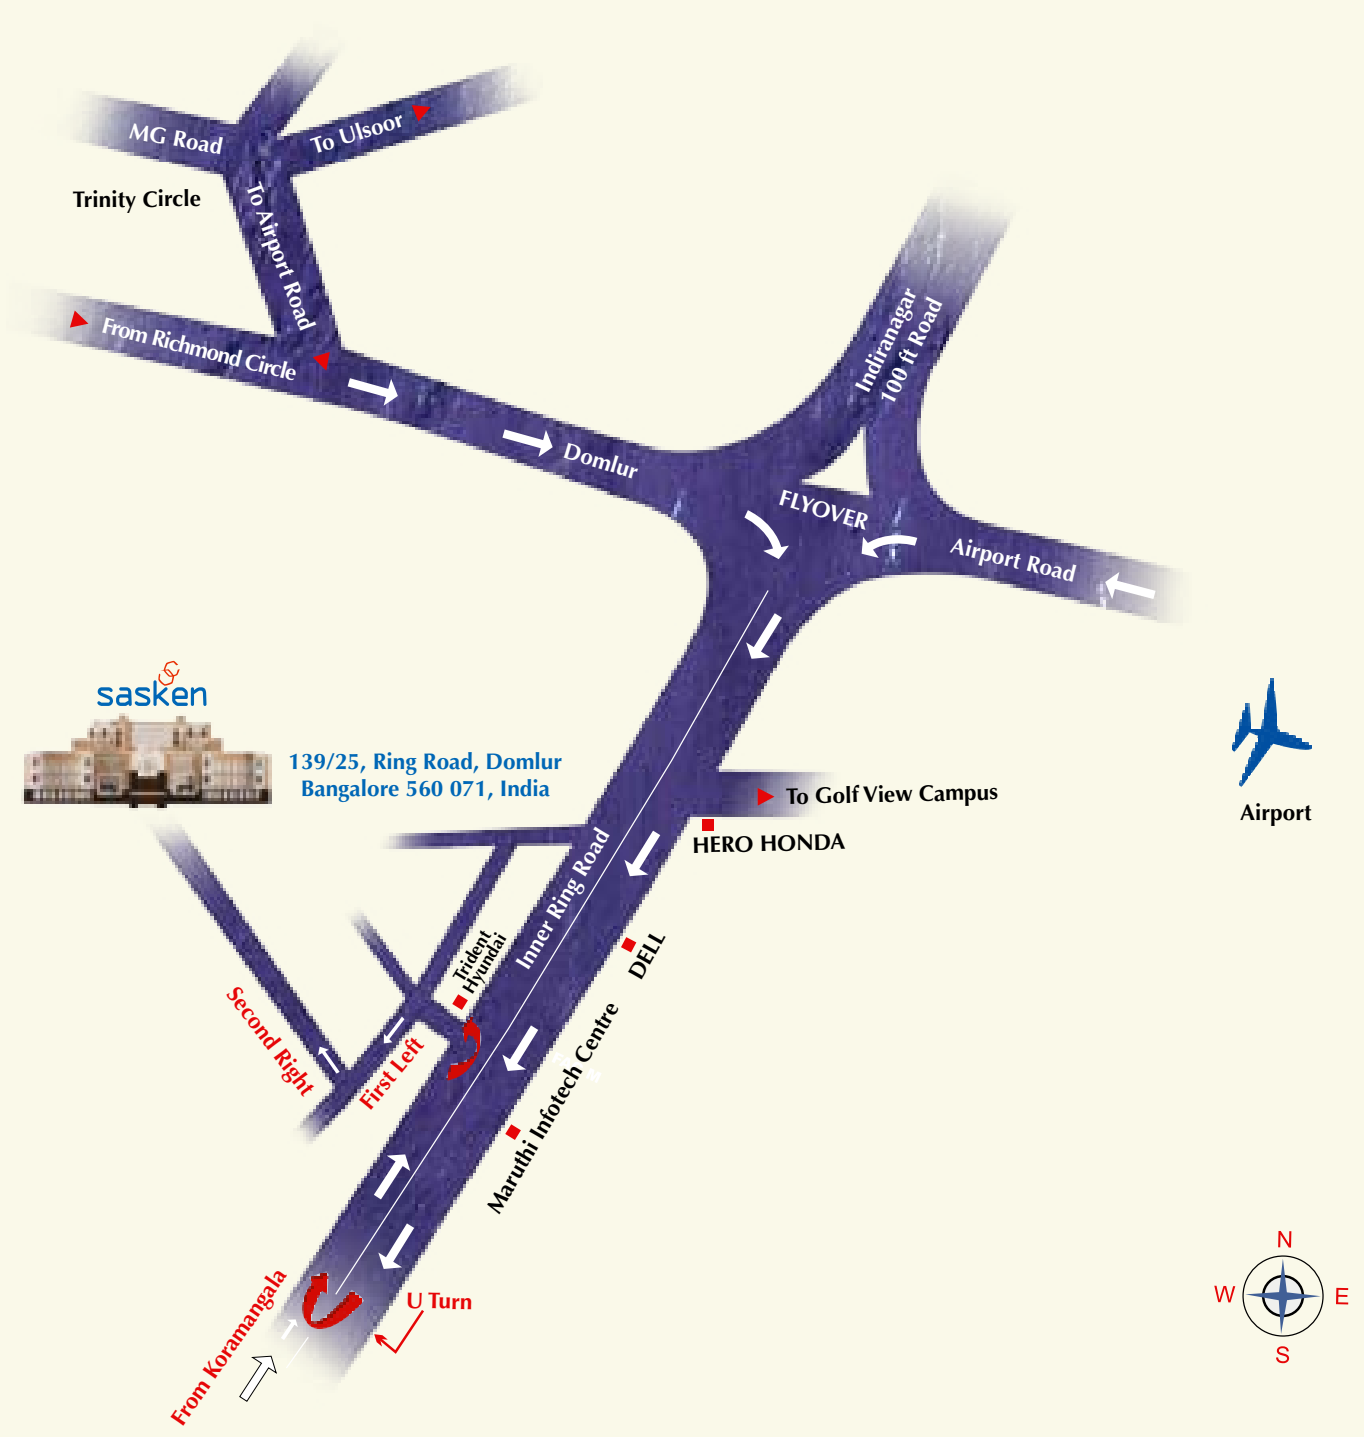 MG Road
To Ulsoor
Trinity Circle
To Airport Road
From Richmond Circle
Domlur
Indiranagar
100 ft Road
FLYOVER
Airport Road
sasken
139/25, Ring Road, Domlur
Bangalore 560 071, India
To Golf View Campus
HERO HONDA
Airport
Inner Ring Road
DELL
Trident
Hyundai
Second Right
First Left
Maruthi Infotech Centre
U Turn
From Koramangala
N
W
E
S